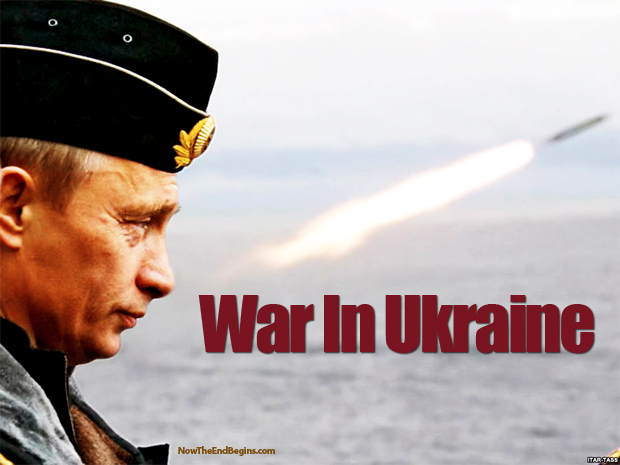 War In Ukraine
NowTheEndBegins.com
ITAR-TASS